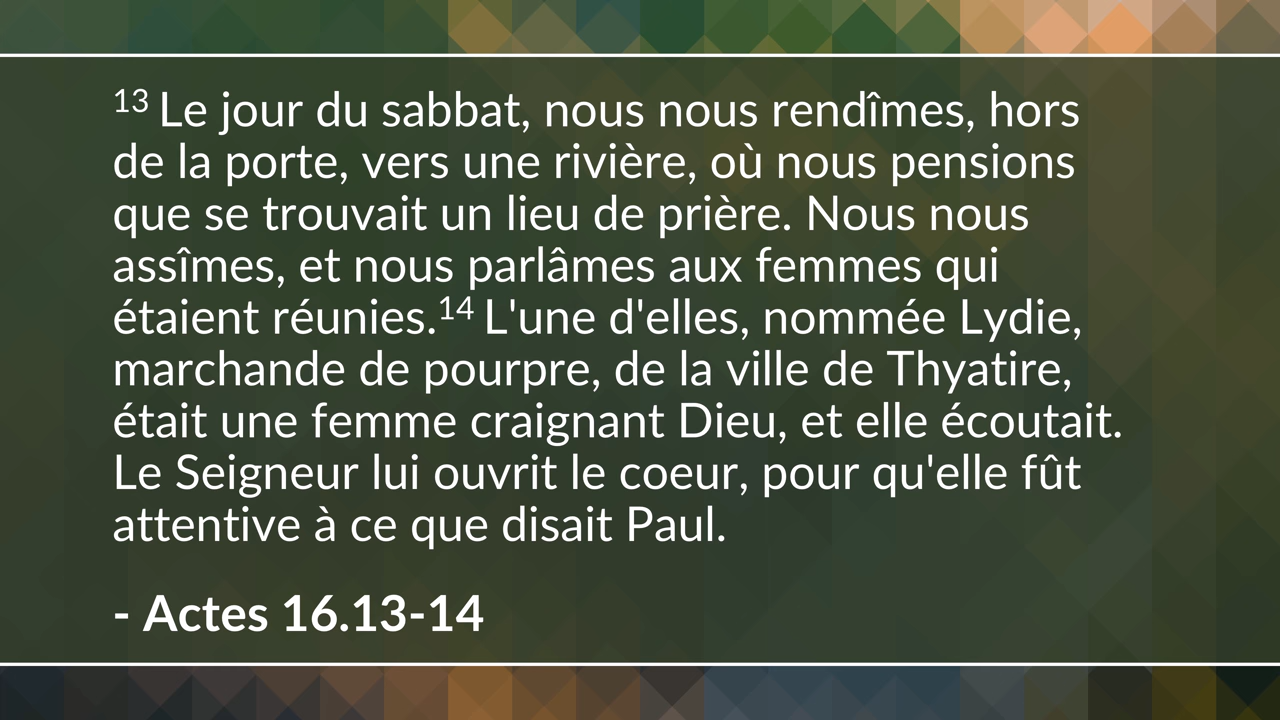 13 Le jour du sabbat, nous nous rendîmes, hors
de la porte, vers une rivière, où nous pensions
que se trouvait un lieu de prière. Nous nous
assîmes, et nous parlâmes aux femmes qui
étaient réunies.14 L'une d'elles, nommée Lydie,
marchande de pourpre, de la ville de Thyatire,
était une femme craignant Dieu, et elle écoutait.
Le Seigneur lui ouvrit le coeur, pour qu'elle fût
attentive à ce que disait Paul.
- Actes 16.13-14